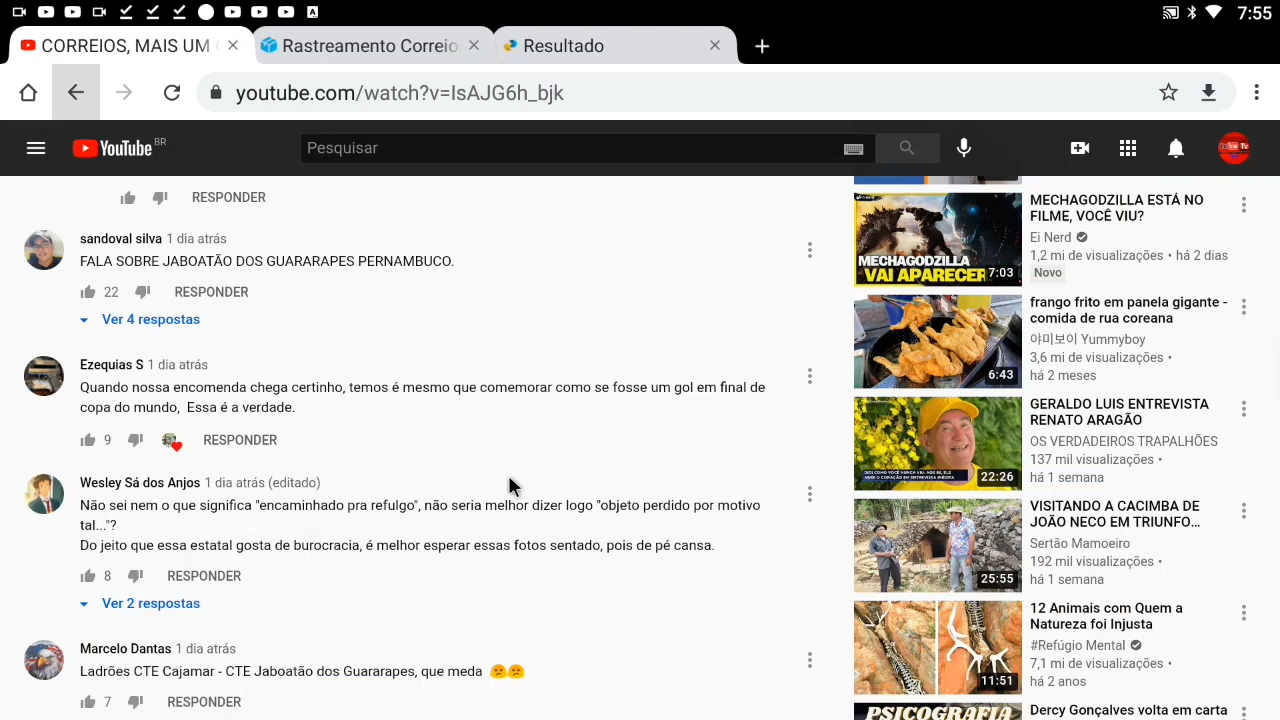 7:55
CORREIOS, MAIS UM
Rastreamento Correio
Resultado
youtube.com/watch?v=IsAJG6h_bjk
YouTube BR
Pesquisar
RESPONDER
sandoval silva 1 dia atrás
FALA SOBRE JABOATÃO DOS GUARARAPES PERNAMBUCO.
22 RESPONDER
Ver 4 respostas
Ezequias S 1 dia atrás
Quando nossa encomenda chega certinho, temos é mesmo que comemorar como se fosse um gol em final de
copa do mundo, Essa é a verdade.
9 RESPONDER
Wesley Sá dos Anjos 1 dia atrás (editado)
Não sei nem o que significa "encaminhado pra refulgo", não seria melhor dizer logo "objeto perdido por motivo
tal..."?
Do jeito que essa estatal gosta de burocracia, é melhor esperar essas fotos sentado, pois de pé cansa.
8 RESPONDER
Ver 2 respostas
Marcelo Dantas 1 dia atrás
Ladrões CTE Cajamar - CTE Jaboatão dos Guararapes, que meda 😕😕
7 RESPONDER
MECHAGODZILLA
VAI APARECER
7:03
MECHAGODZILLA ESTÁ NO
FILME, VOCÊ VIU?
Ei Nerd
1,2 mi de visualizações • há 2 dias
Novo
6:43
frango frito em panela gigante -
comida de rua coreana
야미보이 Yummyboy
3,6 mi de visualizações •
há 2 meses
22:26
GERALDO LUIS ENTREVISTA
RENATO ARAGÃO
OS VERDADEIROS TRAPALHÕES
137 mil visualizações •
há 1 semana
25:55
VISITANDO A CACIMBA DE
JOÃO NECO EM TRIUNFO...
Sertão Mamoeiro
192 mil visualizações •
há 1 semana
11:51
12 Animais com Quem a
Natureza foi Injusta
#Refúgio Mental
7,1 mi de visualizações •
há 2 anos
PSICOGRAFIA
Dercy Gonçalves volta em carta